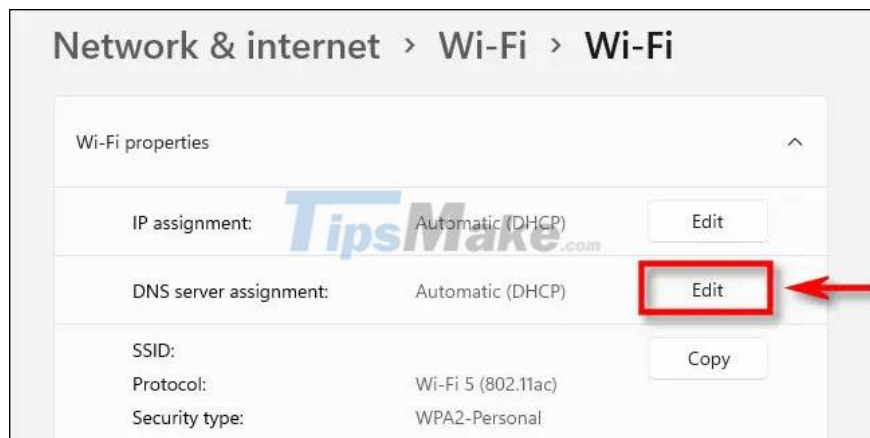 Network & internet > Wi-Fi > Wi-Fi
Wi-Fi properties
IP assignment: Automatic (DHCP) Edit
TipsMake.com
DNS server assignment: Automatic (DHCP) Edit
SSID: Copy
Protocol: Wi-Fi 5 (802.11ac)
Security type: WPA2-Personal